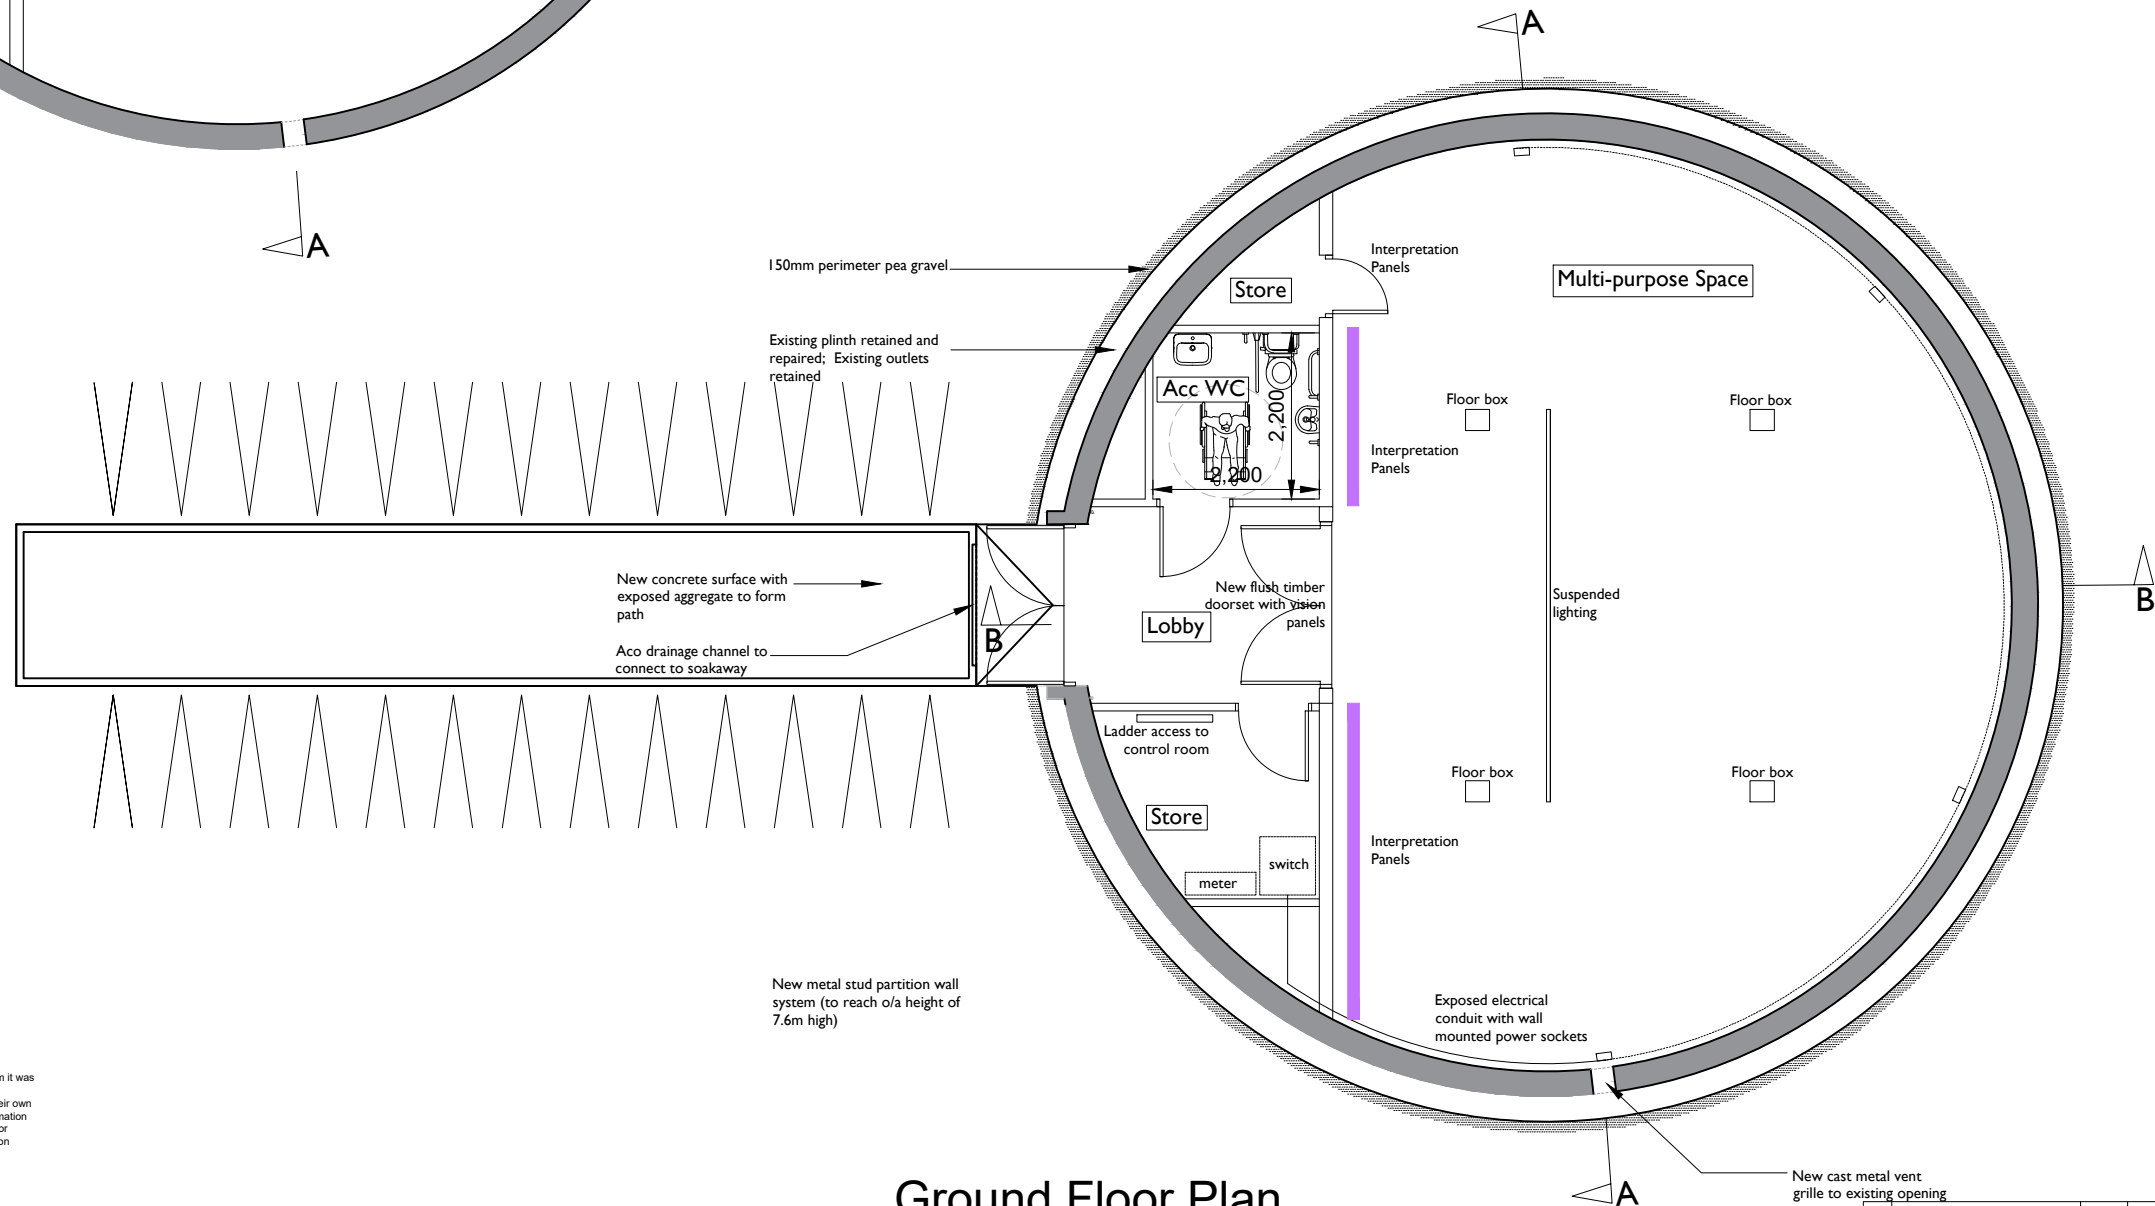 A
A
150mm perimeter pea gravel
Interpretation
Panels
Multi-purpose Space
Store
Existing plinth retained and
repaired; Existing outlets
retained
Acc WC
2,200
2,200
Floor box
Floor box
Interpretation
Panels
New concrete surface with
exposed aggregate to form
path
Aco drainage channel to
connect to soakaway
B
Lobby
New flush timber
doorset with vision
panels
Suspended
lighting
B
Ladder access to
control room
Floor box
Floor box
Store
Interpretation
Panels
switch
meter
New metal stud partition wall
system (to reach o/a height of
7.6m high)
Exposed electrical
conduit with wall
mounted power sockets
it was
own
or
on
New cast metal vent
grille to existing opening
A
Ground Floor Plan